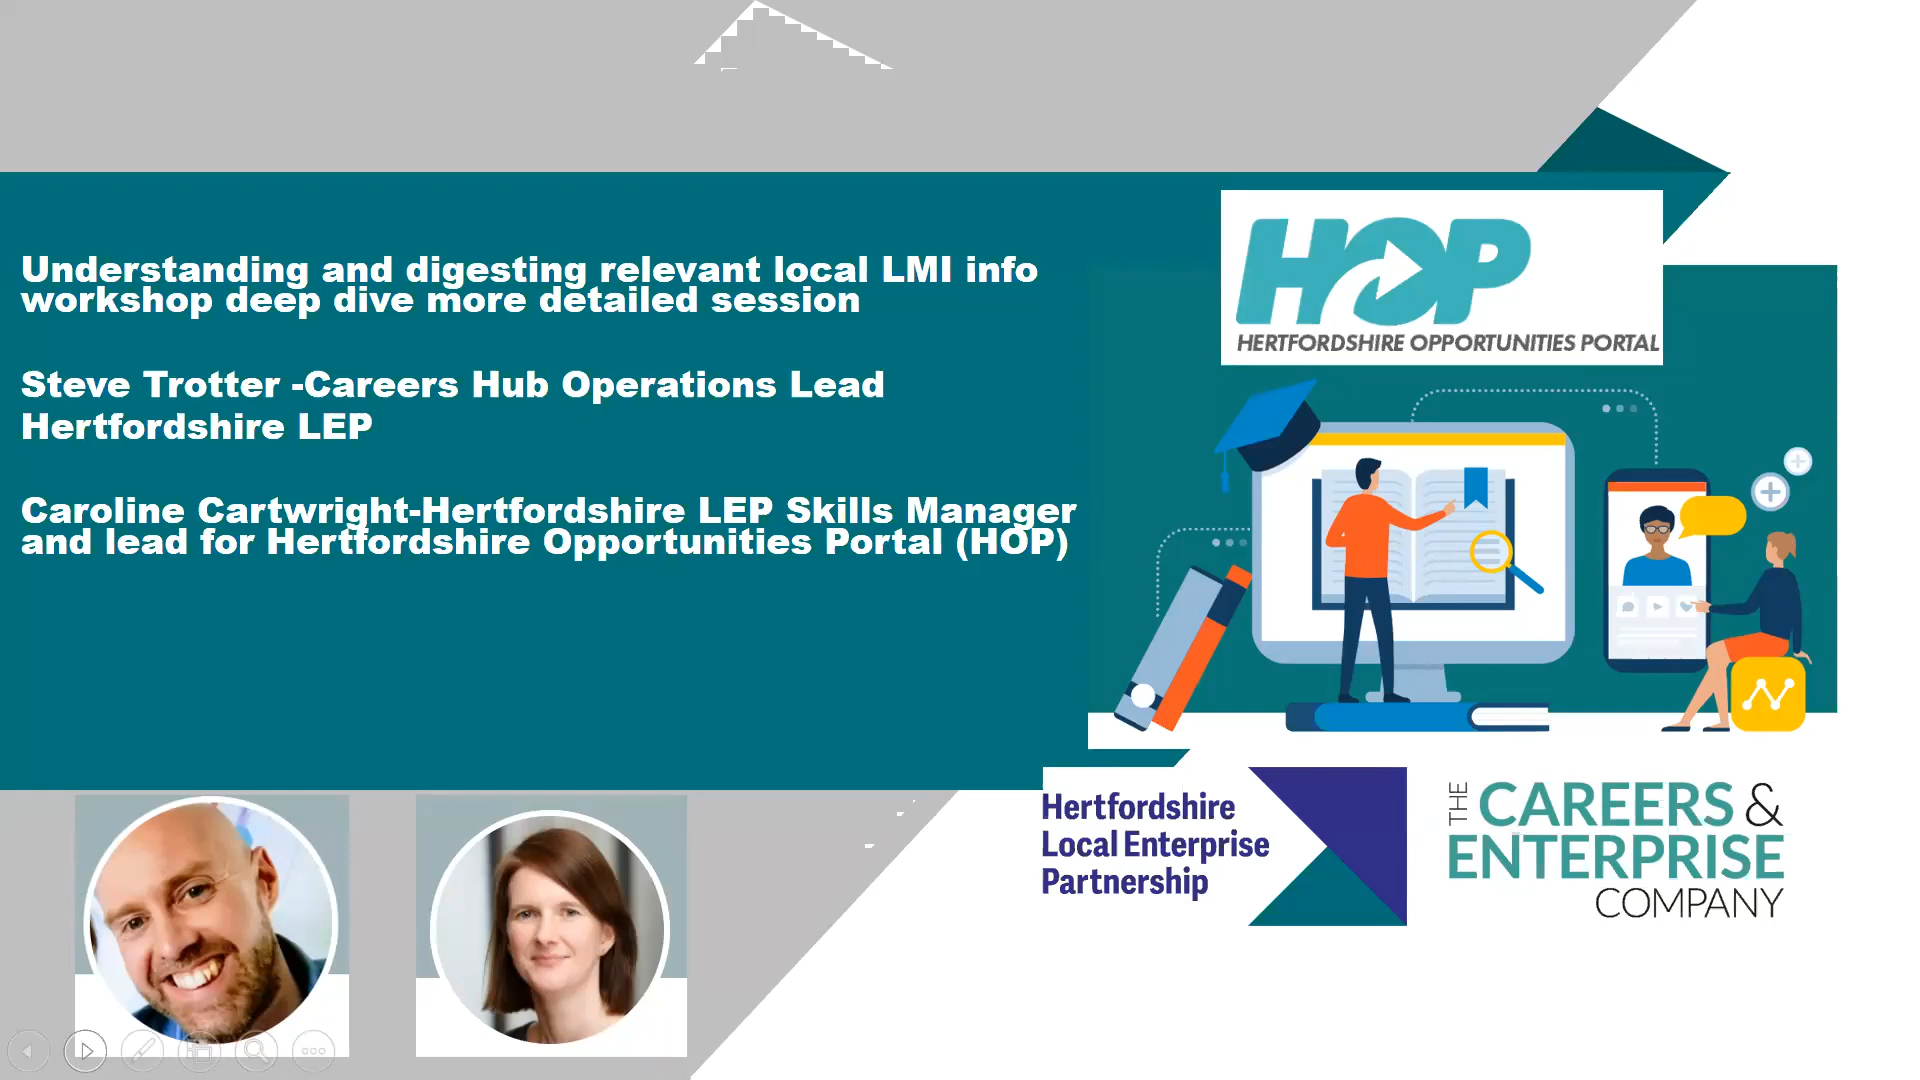 Understanding and digesting relevant local LMI info
workshop deep dive more detailed session
Steve Trotter -Careers Hub Operations Lead
Hertfordshire LEP
Caroline Cartwright-Hertfordshire LEP Skills Manager
and lead for Hertfordshire Opportunities Portal (HOP)
HOP
HERTFORDSHIRE OPPORTUNITIES PORTAL
Hertfordshire
Local Enterprise
Partnership
THE CAREERS &
ENTERPRISE
COMPANY